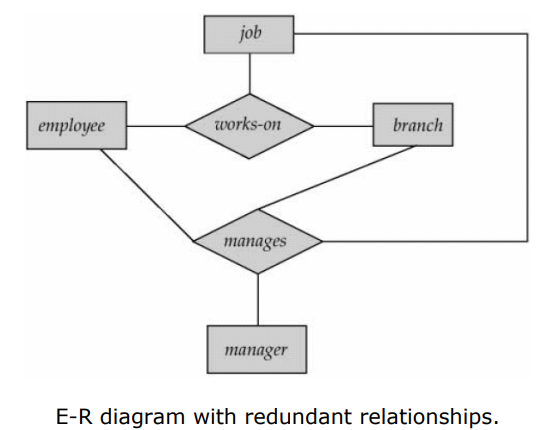 job
employee
works-on
branch
manages
manager
E-R diagram with redundant relationships.